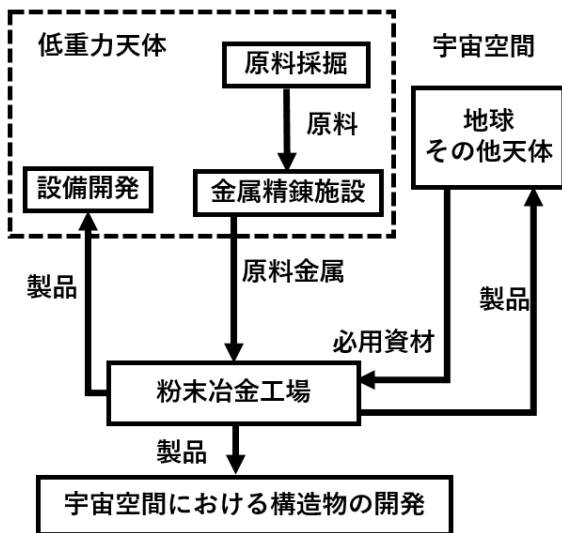 低重力天体
宇宙空間
原料採掘
原料
地球
その他天体
設備開発
金属精錬施設
製品
原料金属
製品
必用資材
粉末冶金工場
製品
宇宙空間における構造物の開発